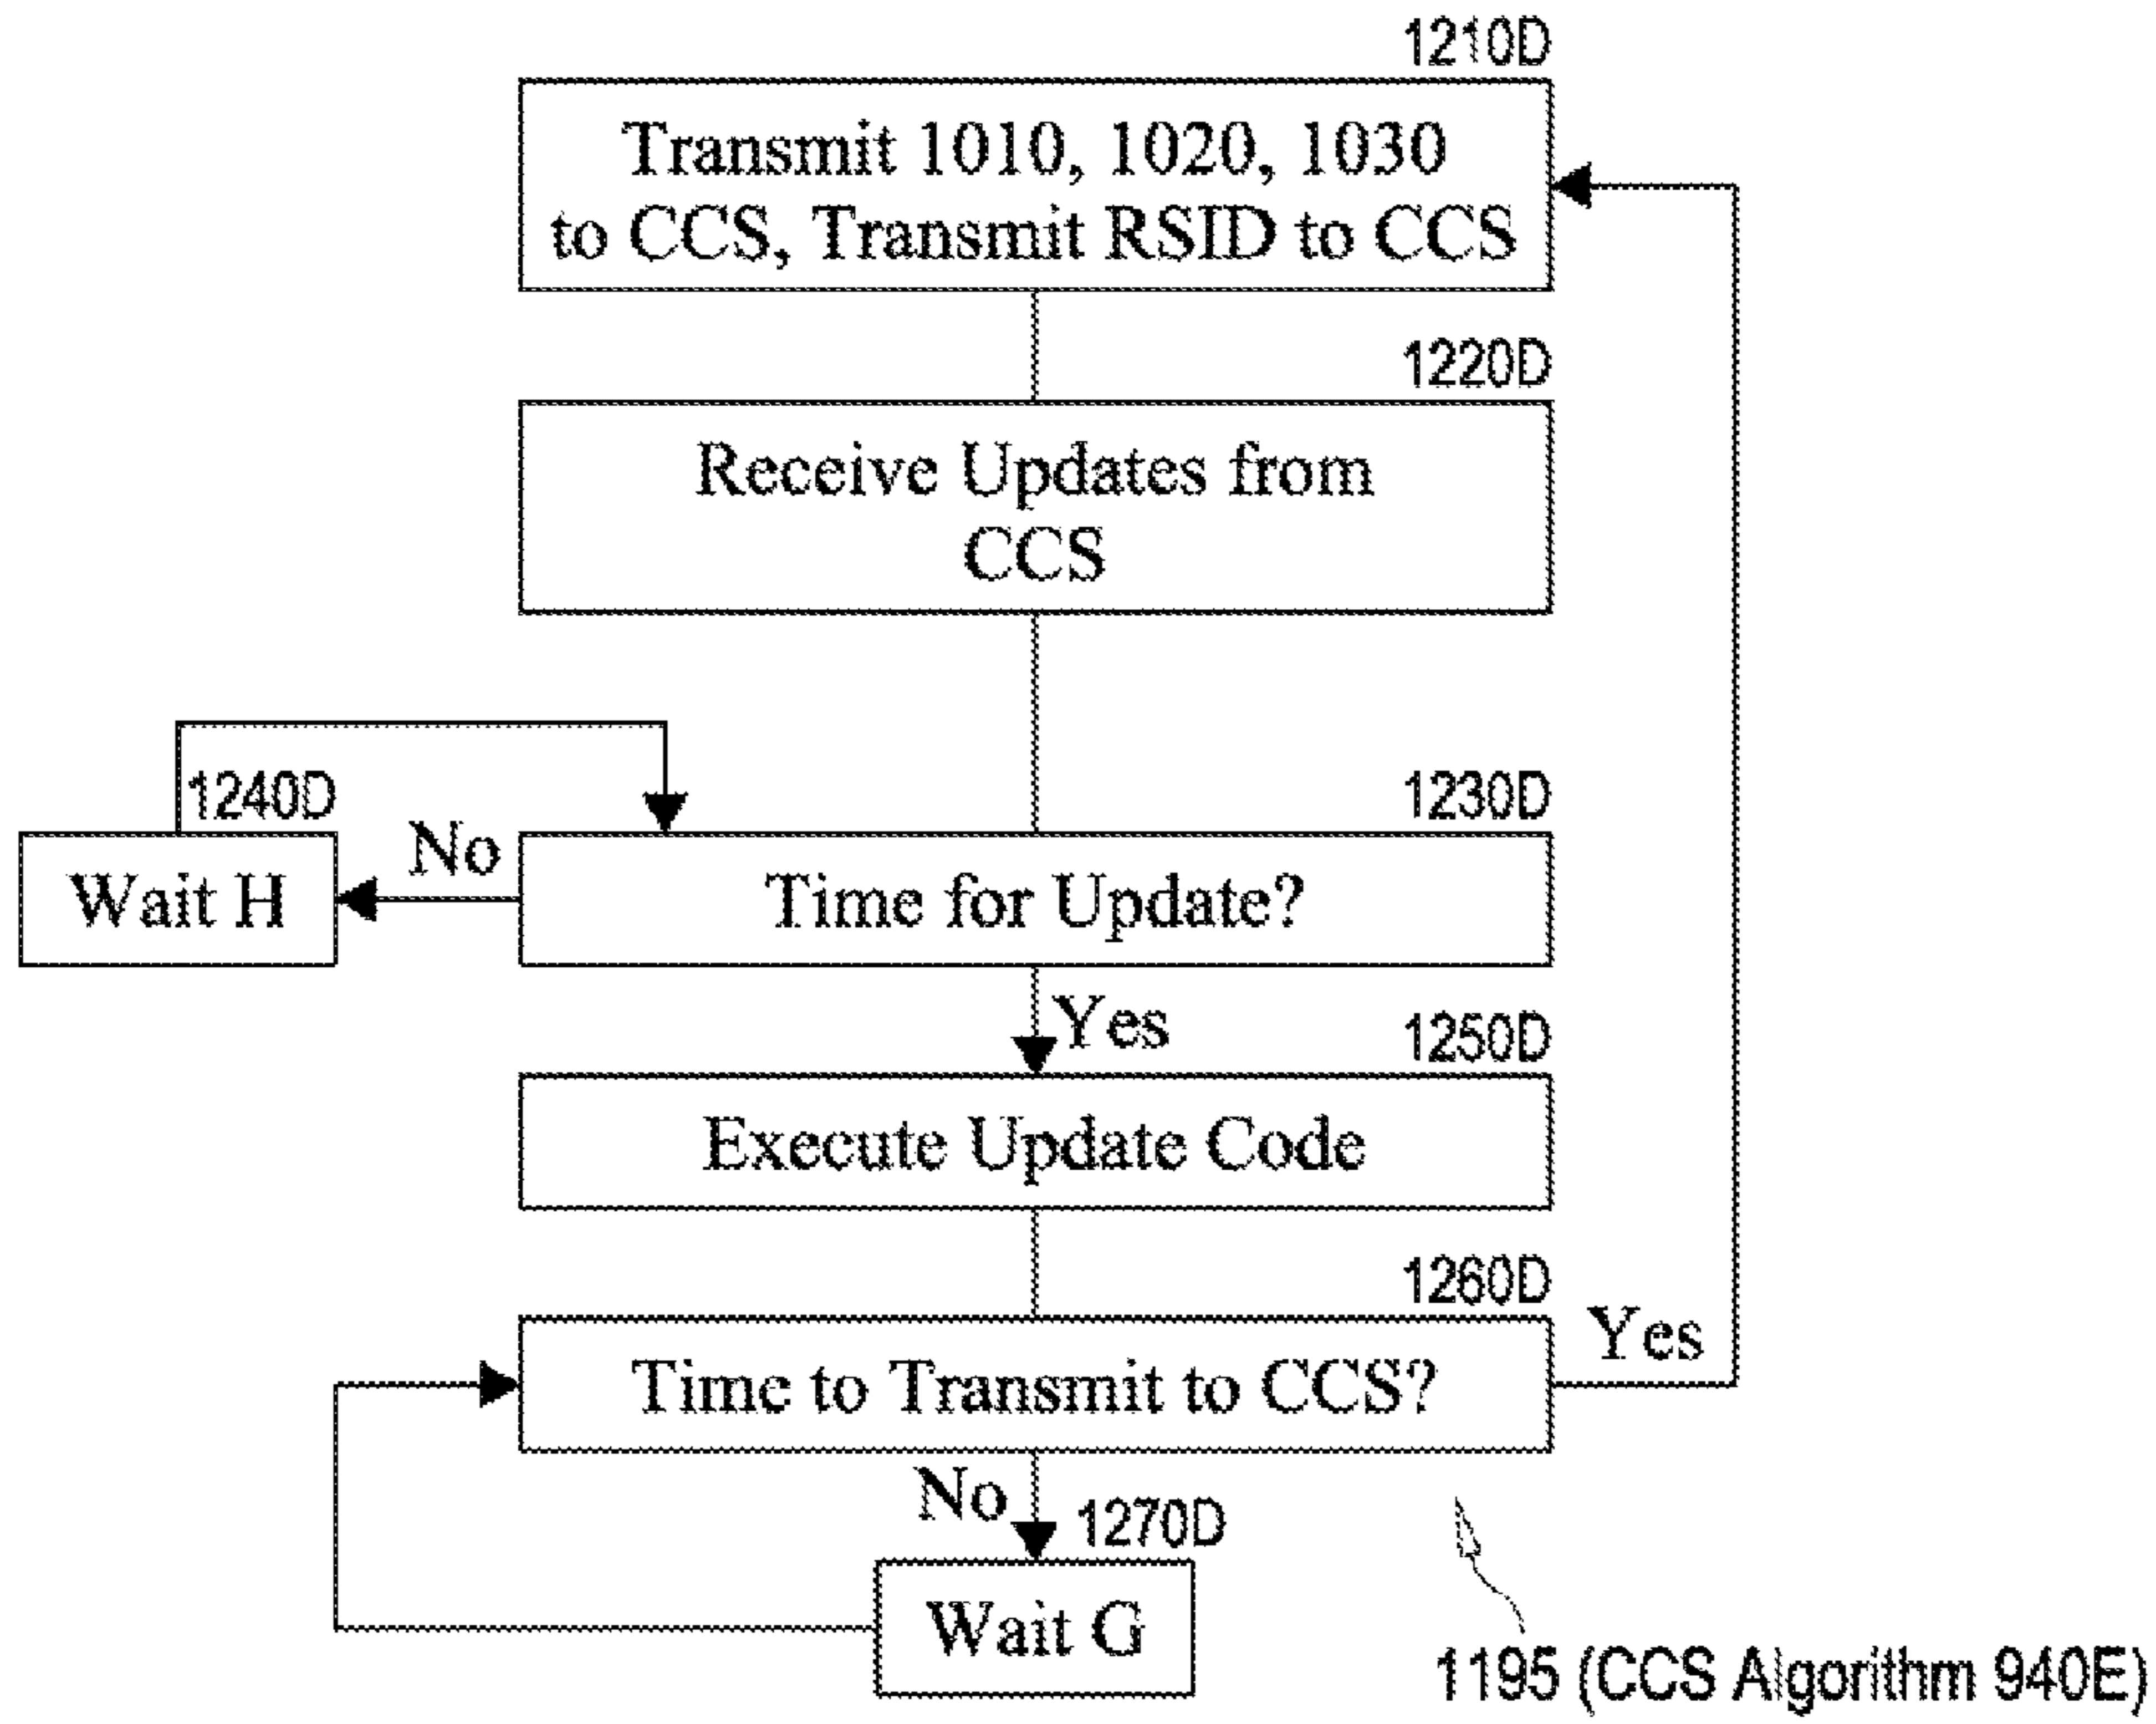 1210D
Transmit 1010, 1020, 1030
to CCS, Transmit RSID to CCS
1220D
Receive Updates from
CCS
1240D
1230D
Wait H
No
Time for Update?
Yes
1250D
Execute Update Code
1260D
Time to Transmit to CCS?
Yes
No
1270D
Wait G
1195 (CCS Algorithm 940E)